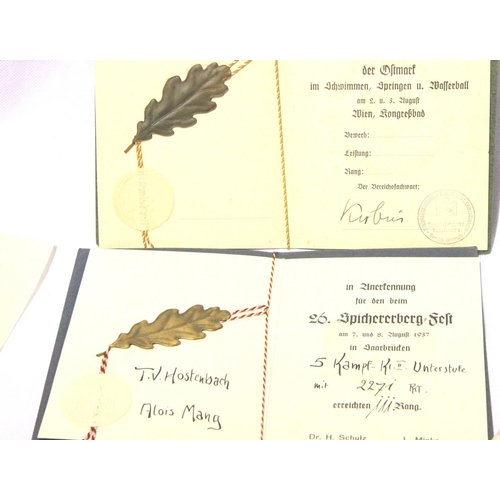 der Ostmark
im Schwimmen, Springen u. Wasserball
am 2. u. 3. August
Wien, Kongreßbad
Bewerb:
Leistung:
Rang:
Der Bereichsfachwart:
in Anerkennung
für den beim
26. Spichererberg-Fest
am 7. und 8. August 1937
in Saarbrücken
5 Kampf-Kl. II Unterstufe
mit 227½ Pkt.
erreichten III Rang.
T.V. Hostenbach
Alois Mang
Dr. H. Schulz